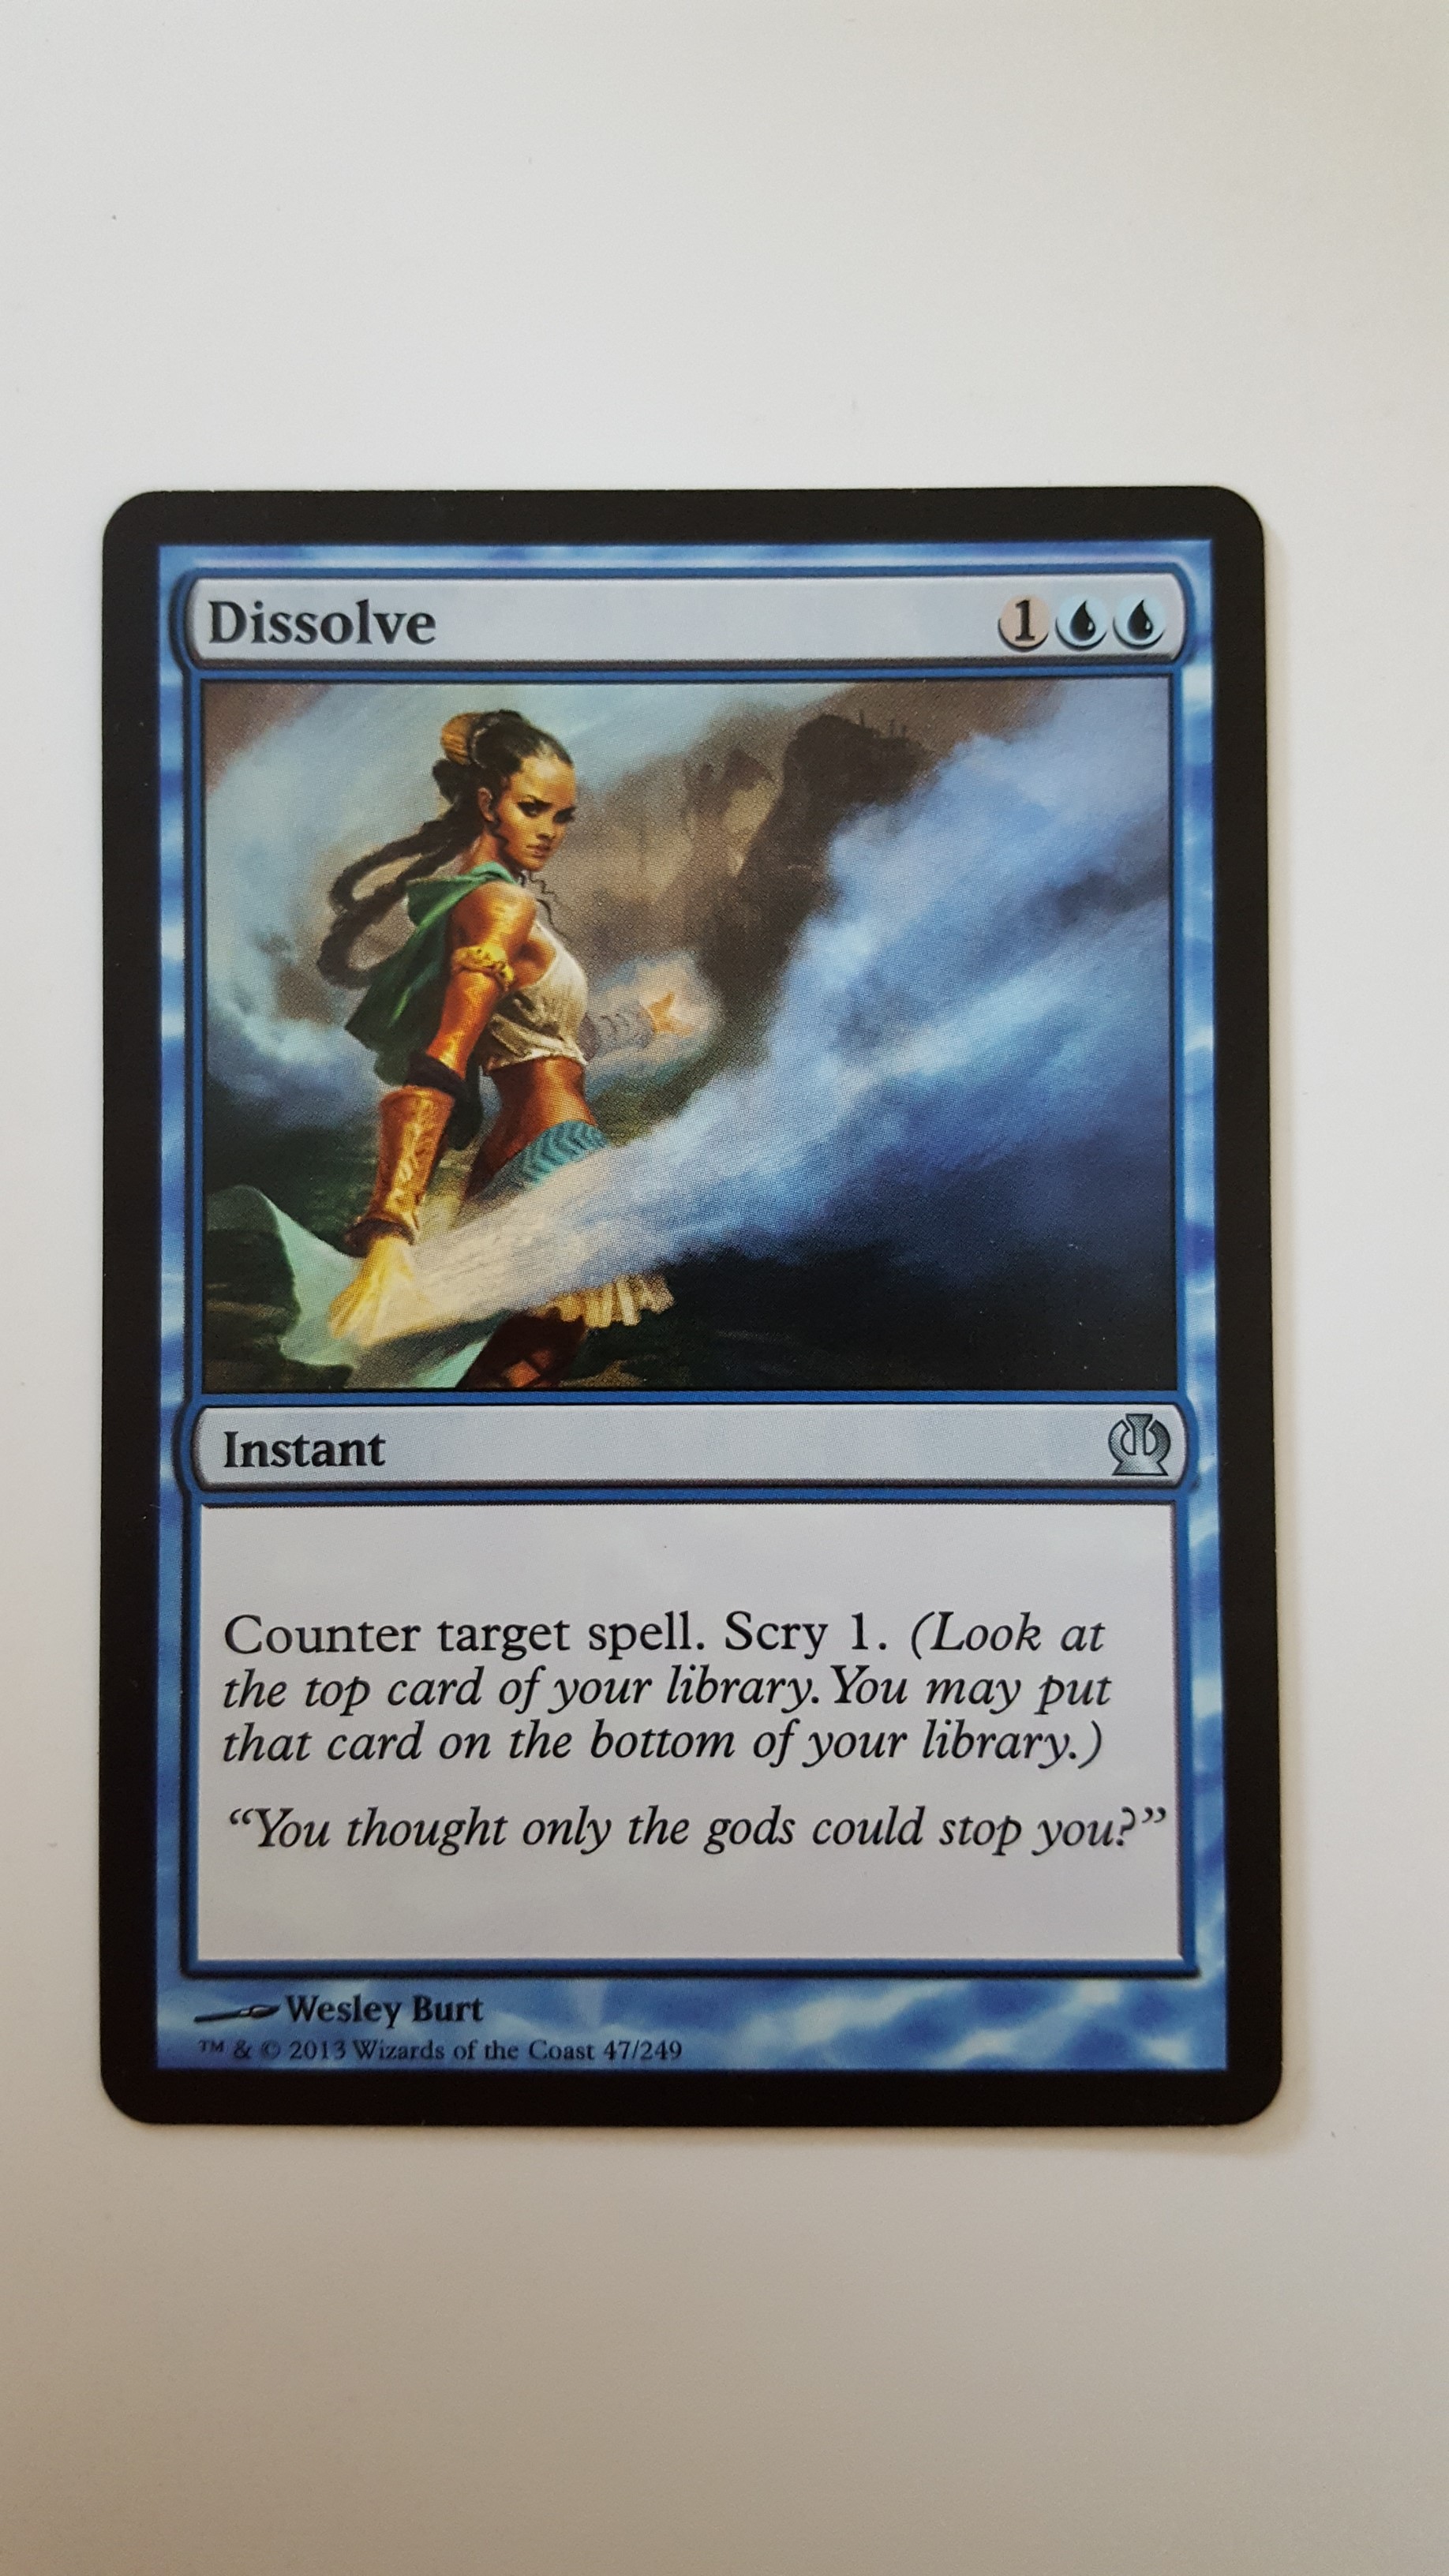 Dissolve 1
Instant
Counter target spell. Scry 1. (Look at
the top card of your library. You may put
that card on the bottom of your library.)
“You thought only the gods could stop you?”
Wesley Burt
™ & © 2013 Wizards of the Coast 47/249